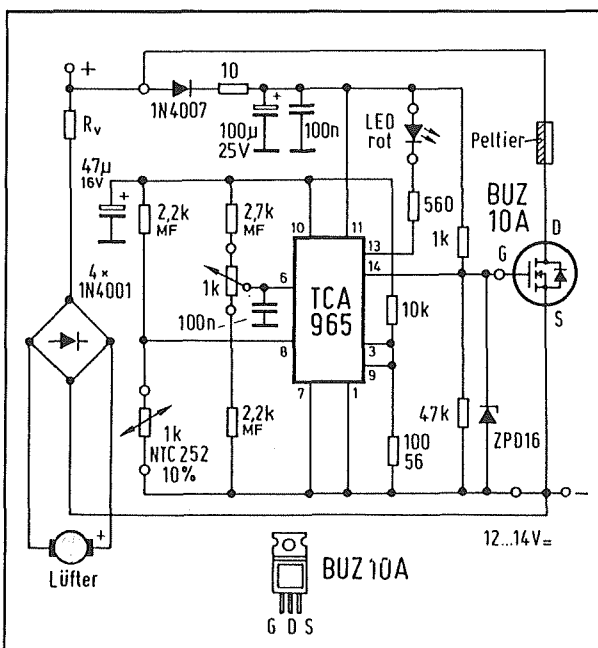 +
10
1N4007
Rv
100µ
25V
+
100n
LED
rot
Peltier
47µ
16V
+
2,2k
MF
2,7k
MF
560
BUZ
10A
D
10
11
13
14
1k
G
4×
1N4001
1k
6
TCA
965
10k
S
100n
8
3
9
7
1
1k
NTC 252
10%
2,2k
MF
100
56
47k
ZPD16
−
12...14V=
+
Lüfter
BUZ10A
G D S